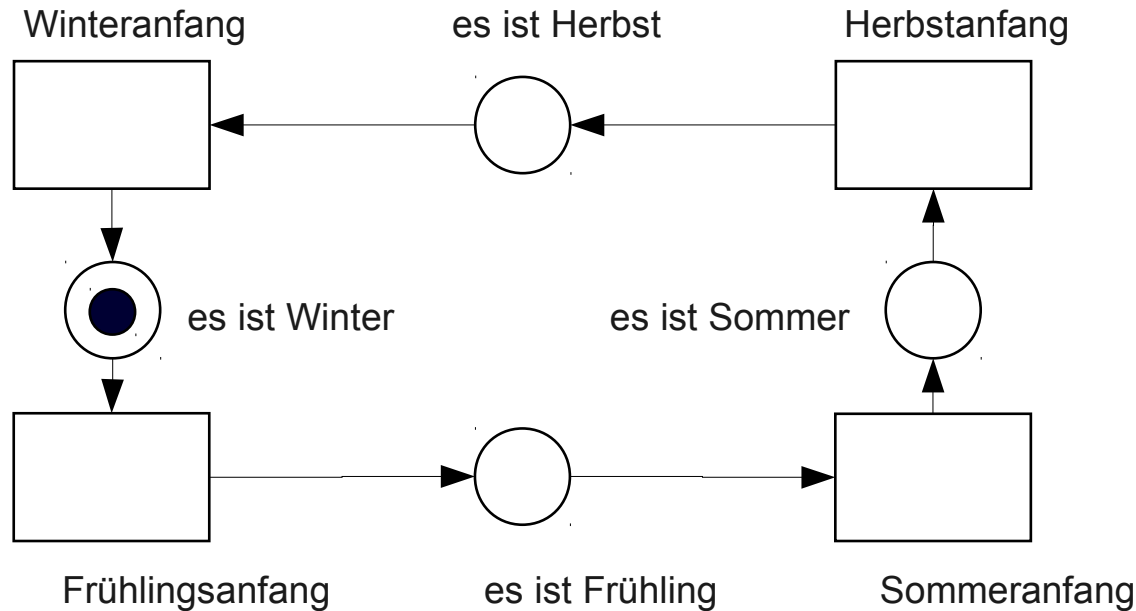 Winteranfang
es ist Herbst
Herbstanfang
es ist Winter
es ist Sommer
Frühlingsanfang
es ist Frühling
Sommeranfang